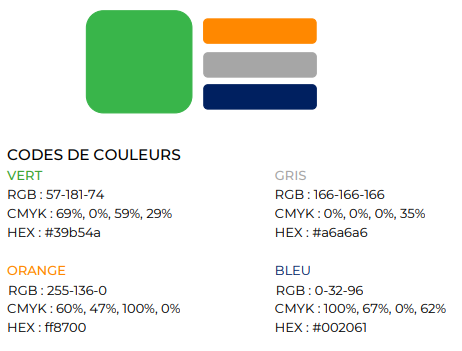 CODES DE COULEURS
VERT
RGB : 57-181-74
CMYK : 69%, 0%, 59%, 29%
HEX : #39b54a
GRIS
RGB : 166-166-166
CMYK : 0%, 0%, 0%, 35%
HEX : #a6a6a6
ORANGE
RGB : 255-136-0
CMYK : 60%, 47%, 100%, 0%
HEX : ff8700
BLEU
RGB : 0-32-96
CMYK : 100%, 67%, 0%, 62%
HEX : #002061